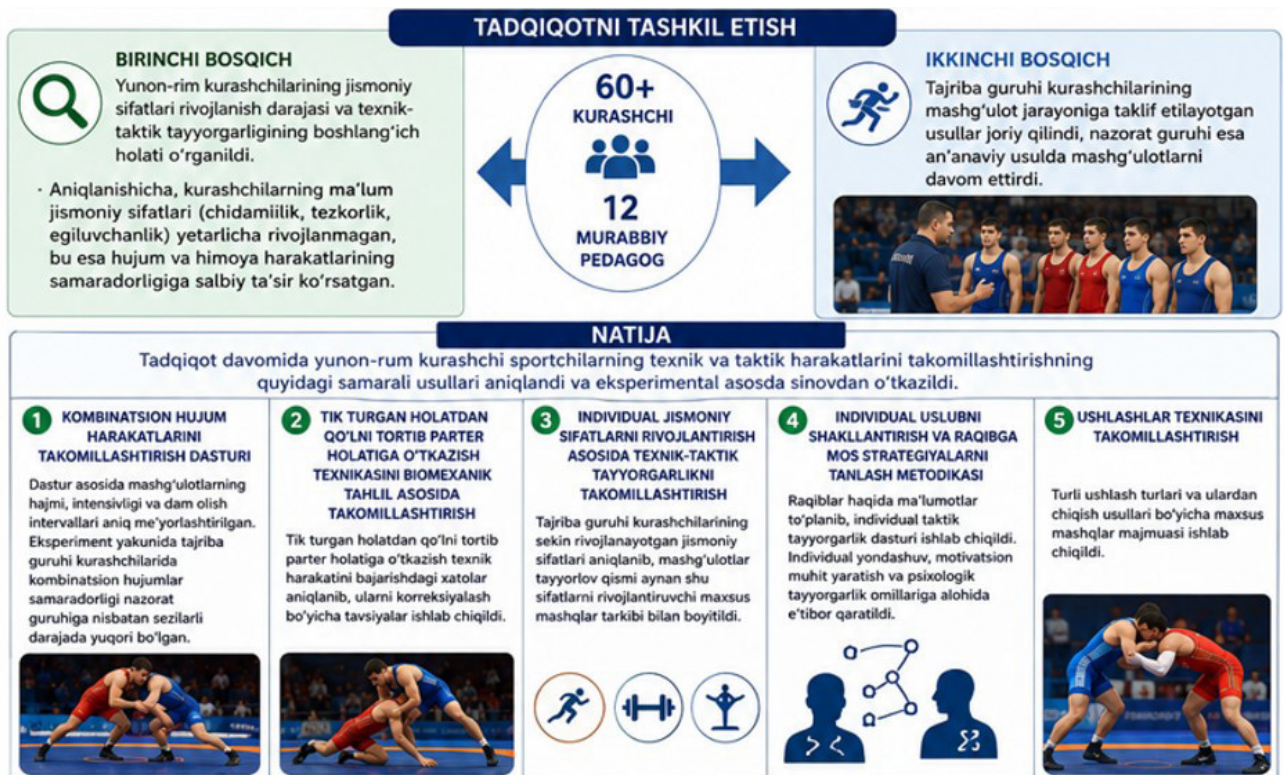 TADQIQOTNI TASHKIL ETISH
BIRINCHI BOSQICH
Yunon-rim kurashchilarining jismoniy
sifatlari rivojlanish darajasi va texnik-
taktik tayyorgarligining boshlang‘ich
holati o‘rganildi.
· Aniqlanishicha, kurashchilarning ma’lum
jismoniy sifatlari (chidamiilik, tezkorlik,
egiluvchanlik) yetarlicha rivojlanmagan,
bu esa hujum va himoya harakatlarining
samaradorligiga salbiy ta’sir ko‘rsatgan.
60+
KURASHCHI
12
MURABBIY
PEDAGOG
IKKINCHI BOSQICH
Tajriba guruhi kurashchilarining
mashg‘ulot jarayoniga taklif etilayotgan
usullar joriy qilindi, nazorat guruhi esa
an’anaviy usulda mashg‘ulotlarni
davom ettirdi.
NATIJA
Tadqiqot davomida yunon-rum kurashchi sportchilarning texnik va taktik harakatlarini takomillashtirishning
quyidagi samarali usullari aniqlandi va eksperimental asosda sinovdan o‘tkazildi.
1 KOMBINATSION HUJUM
HARAKATLARINI
TAKOMILLASHTIRISH DASTURI
Dastur asosida mashg‘ulotlarning
hajmi, intensivligi va dam olish
intervallari aniq me’yorlashtirilgan.
Eksperiment yakunida tajriba
guruhi kurashchilarida
kombinatsion hujumlar
samaradorligi nazorat
guruhiga nisbatan sezilarli
darajada yuqori bo‘lgan.
2 TIK TURGAN HOLATDAN
QO‘LNI TORTIB PARTER
HOLATIGA O‘TKAZISH
TEXNIKASINI BIOMEXANIK
TAHLIL ASOSIDA
TAKOMILLASHTIRISH
Tik turgan holatdan qo‘lni tortib
parter holatiga o‘tkazish texnik
harakatini bajarishdagi xatolar
aniqlanib, ularni korreksiyalash
bo‘yicha tavsiyalar ishlab chiqildi.
3 INDIVIDUAL JISMONIY
SIFATLARNI RIVOJLANTIRISH
ASOSIDA TEXNIK-TAKTIK
TAYYORGARLIKNI
TAKOMILLASHTIRISH
Tajriba guruhi kurashchilarining
sekin rivojlanayotgan jismoniy
sifatlari aniqlanib, mashg‘ulotlar
tayyorlov qismi aynan shu
sifatlarni rivojlantiruvchi maxsus
mashqlar tarkibi bilan boyitildi.
4 INDIVIDUAL USLUBNI
SHAKLLANTIRISH VA RAQIBGA
MOS STRATEGIYALARNI
TANLASH METODIKASI
Raqiblar haqida ma’lumotlar
to‘planib, individual taktik
tayyorgarlik dasturi ishlab chiqildi.
Individual yondashuv, motivatsion
muhit yaratish va psixologik
tayyorgarlik omillariga alohida
e’tibor qaratildi.
5 USHLASHLAR TEXNIKASINI
TAKOMILLASHTIRISH
Turli ushlash turlari va ulardan
chiqish usullari bo‘yicha maxsus
mashqlar majmuasi ishlab
chiqildi.